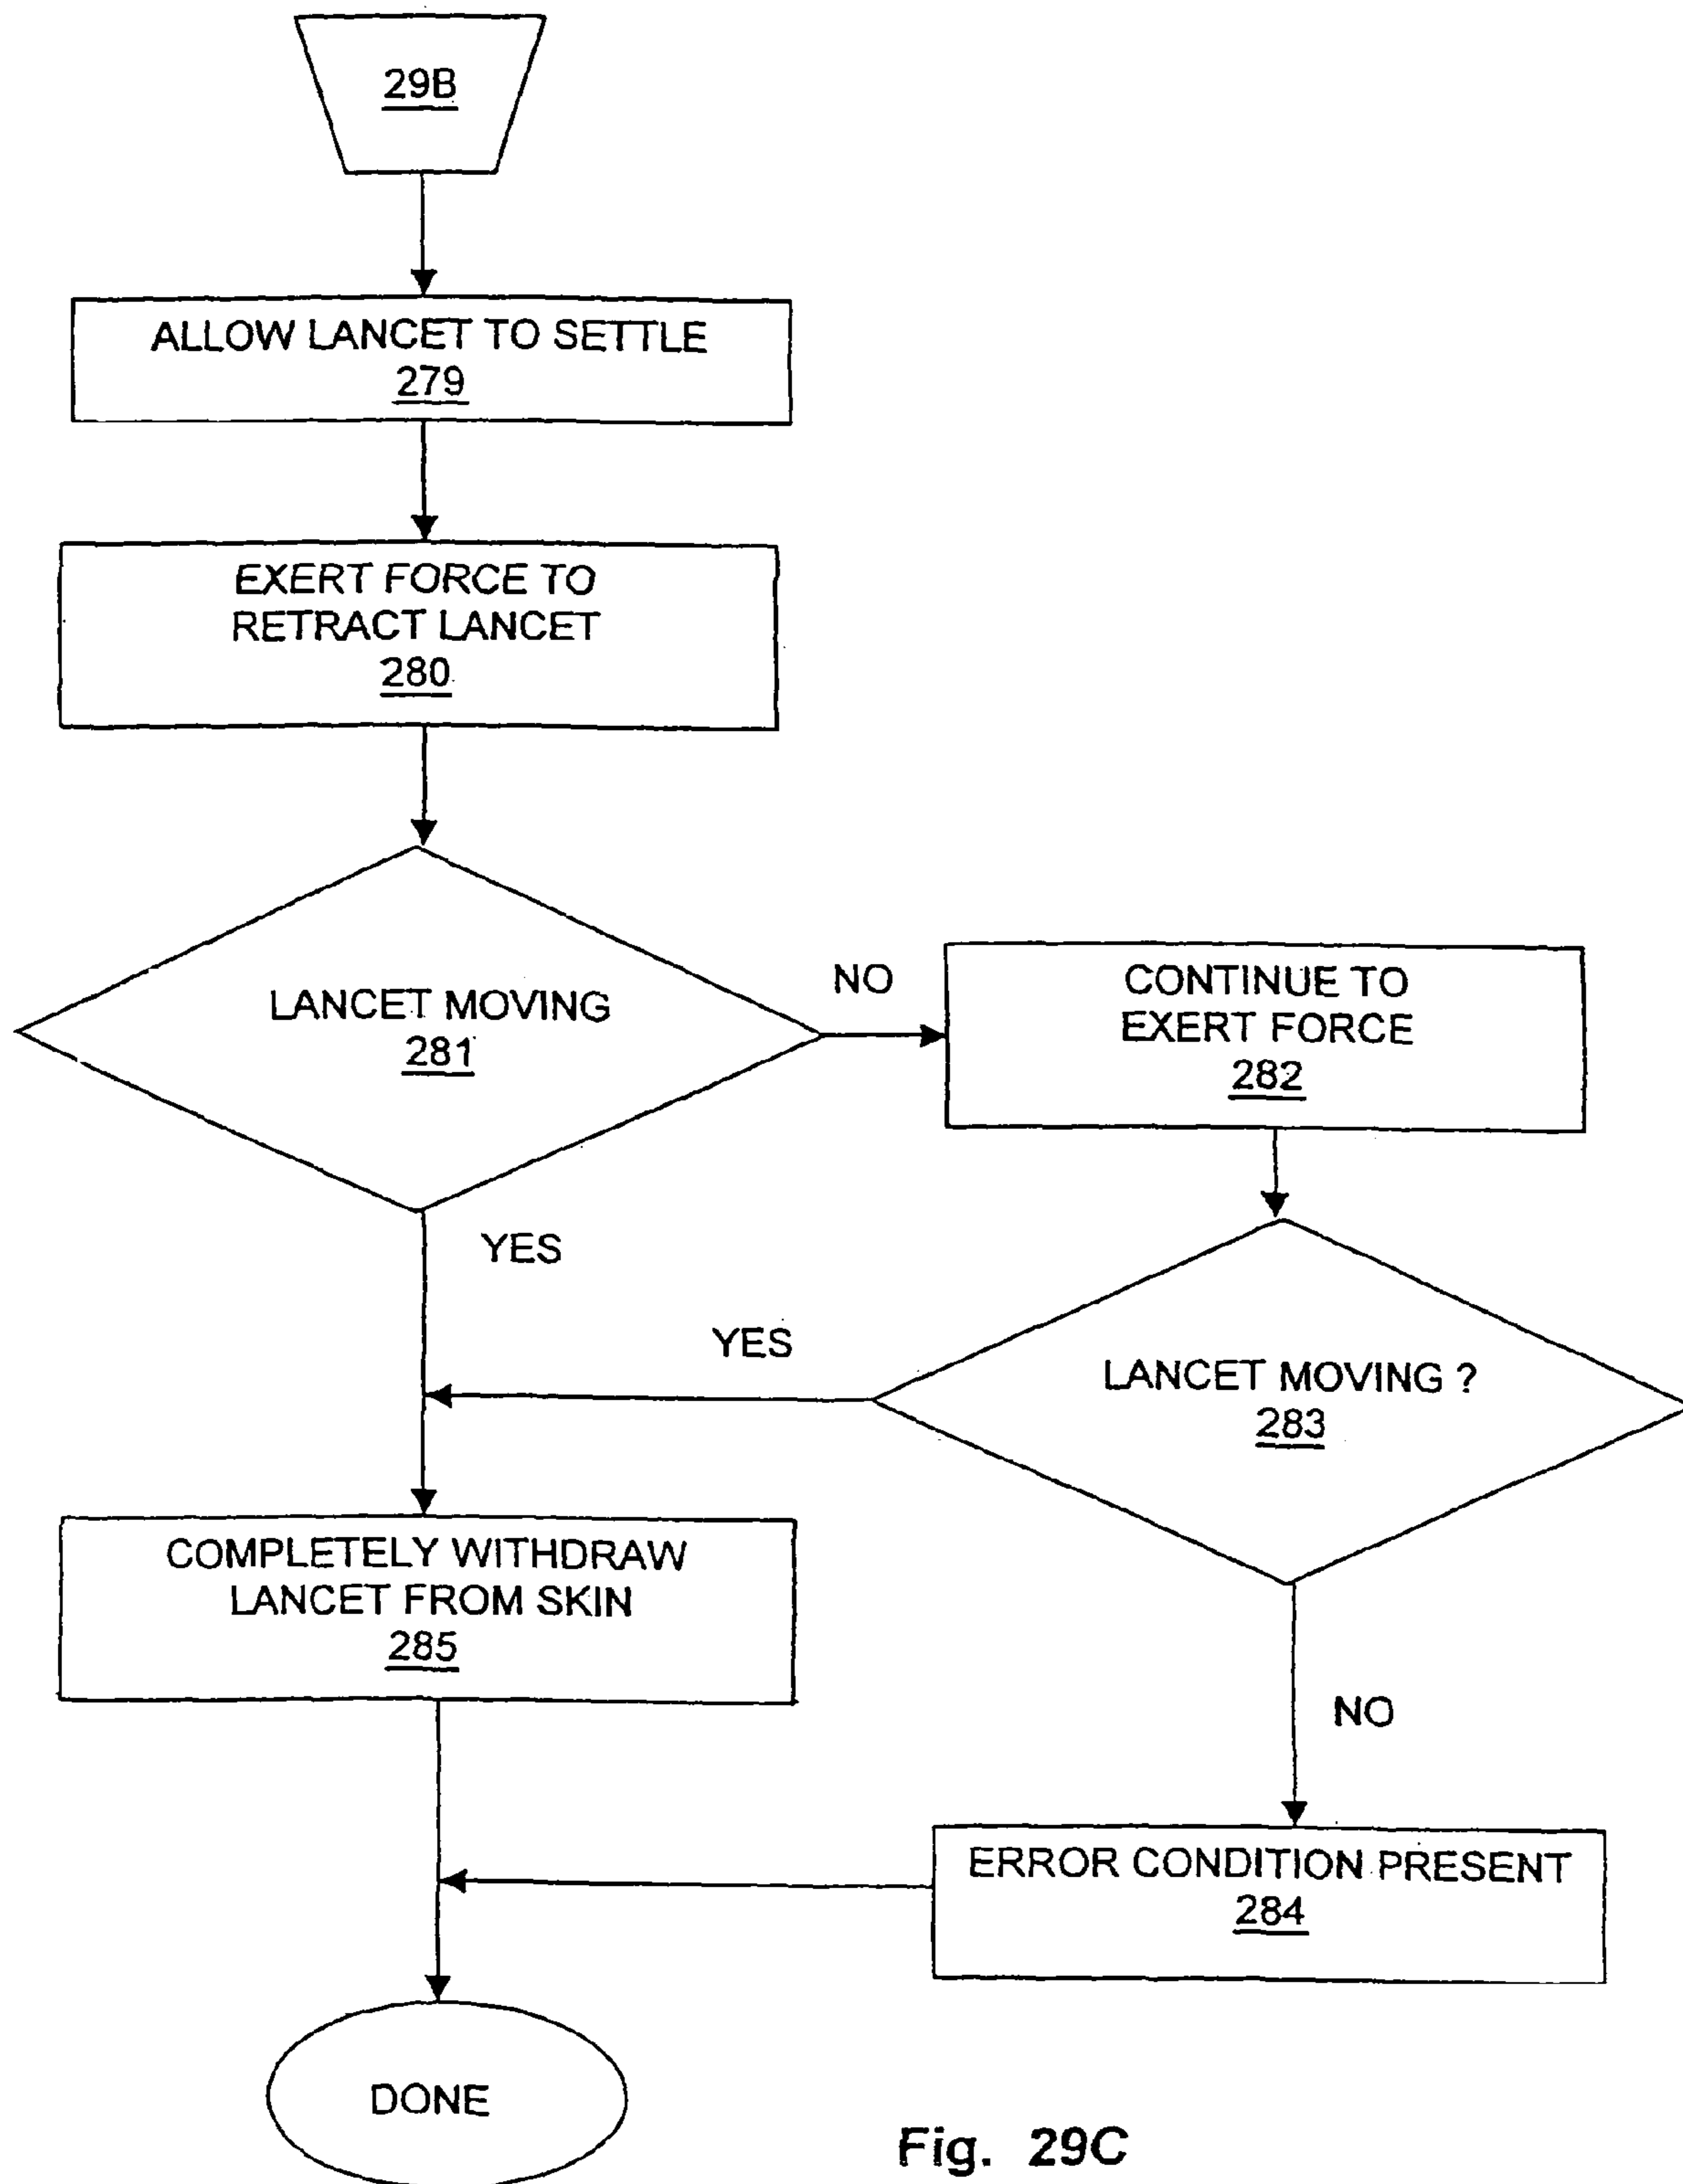 29B
ALLOW LANCET TO SETTLE
279
EXERT FORCE TO
RETRACT LANCET
280
LANCET MOVING
281
NO
CONTINUE TO
EXERT FORCE
282
YES
YES
LANCET MOVING ?
283
COMPLETELY WITHDRAW
LANCET FROM SKIN
285
NO
ERROR CONDITION PRESENT
284
DONE
Fig. 29C